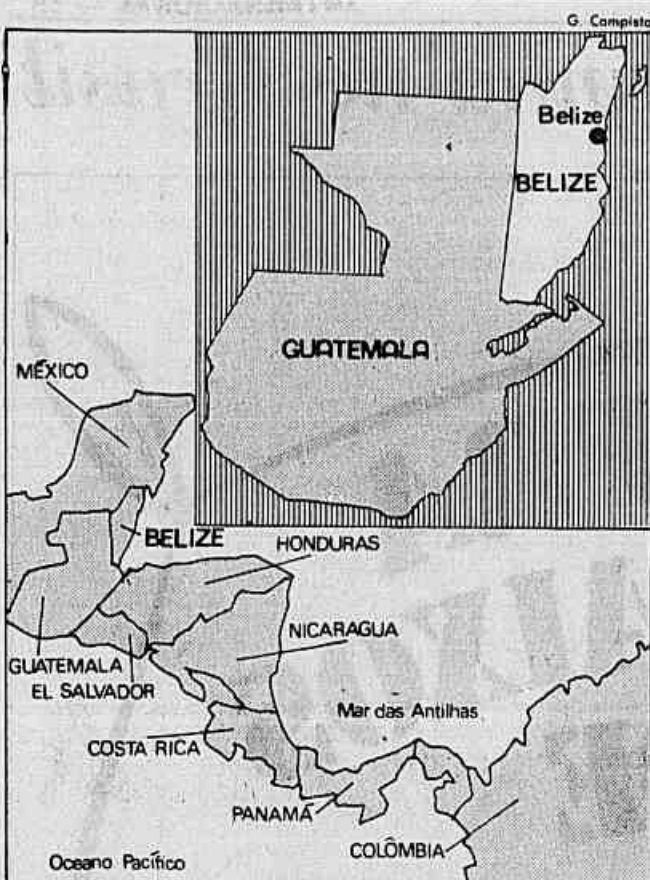 G. Campista
Belize
BELIZE
GUATEMALA
MÉXICO
BELIZE
HONDURAS
NICARAGUA
GUATEMALA
EL SALVADOR
Mar das Antilhas
COSTA RICA
PANAMÁ
COLÔMBIA
Oceano Pacífico